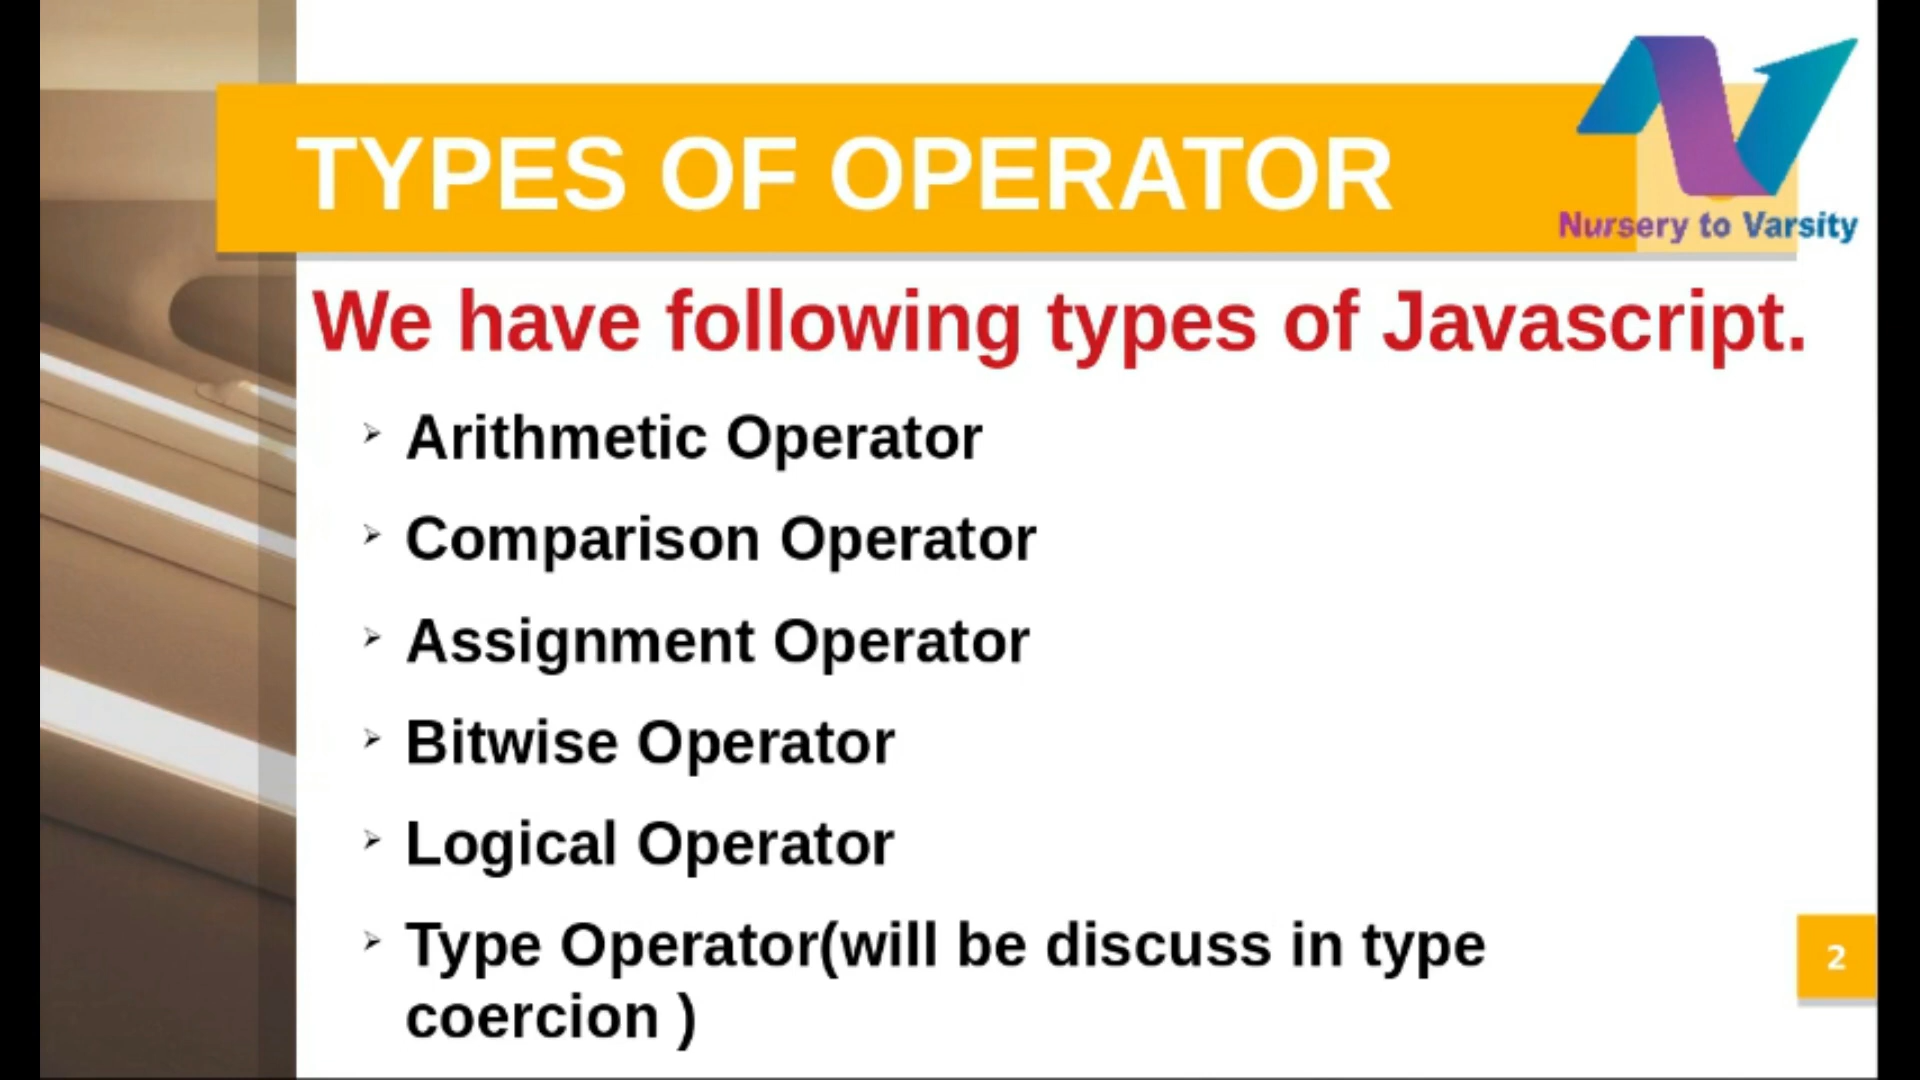 TYPES OF OPERATOR
Nursery to Varsity
We have following types of Javascript.
➢ Arithmetic Operator
➢ Comparison Operator
➢ Assignment Operator
➢ Bitwise Operator
➢ Logical Operator
➢ Type Operator(will be discuss in type
coercion )
2